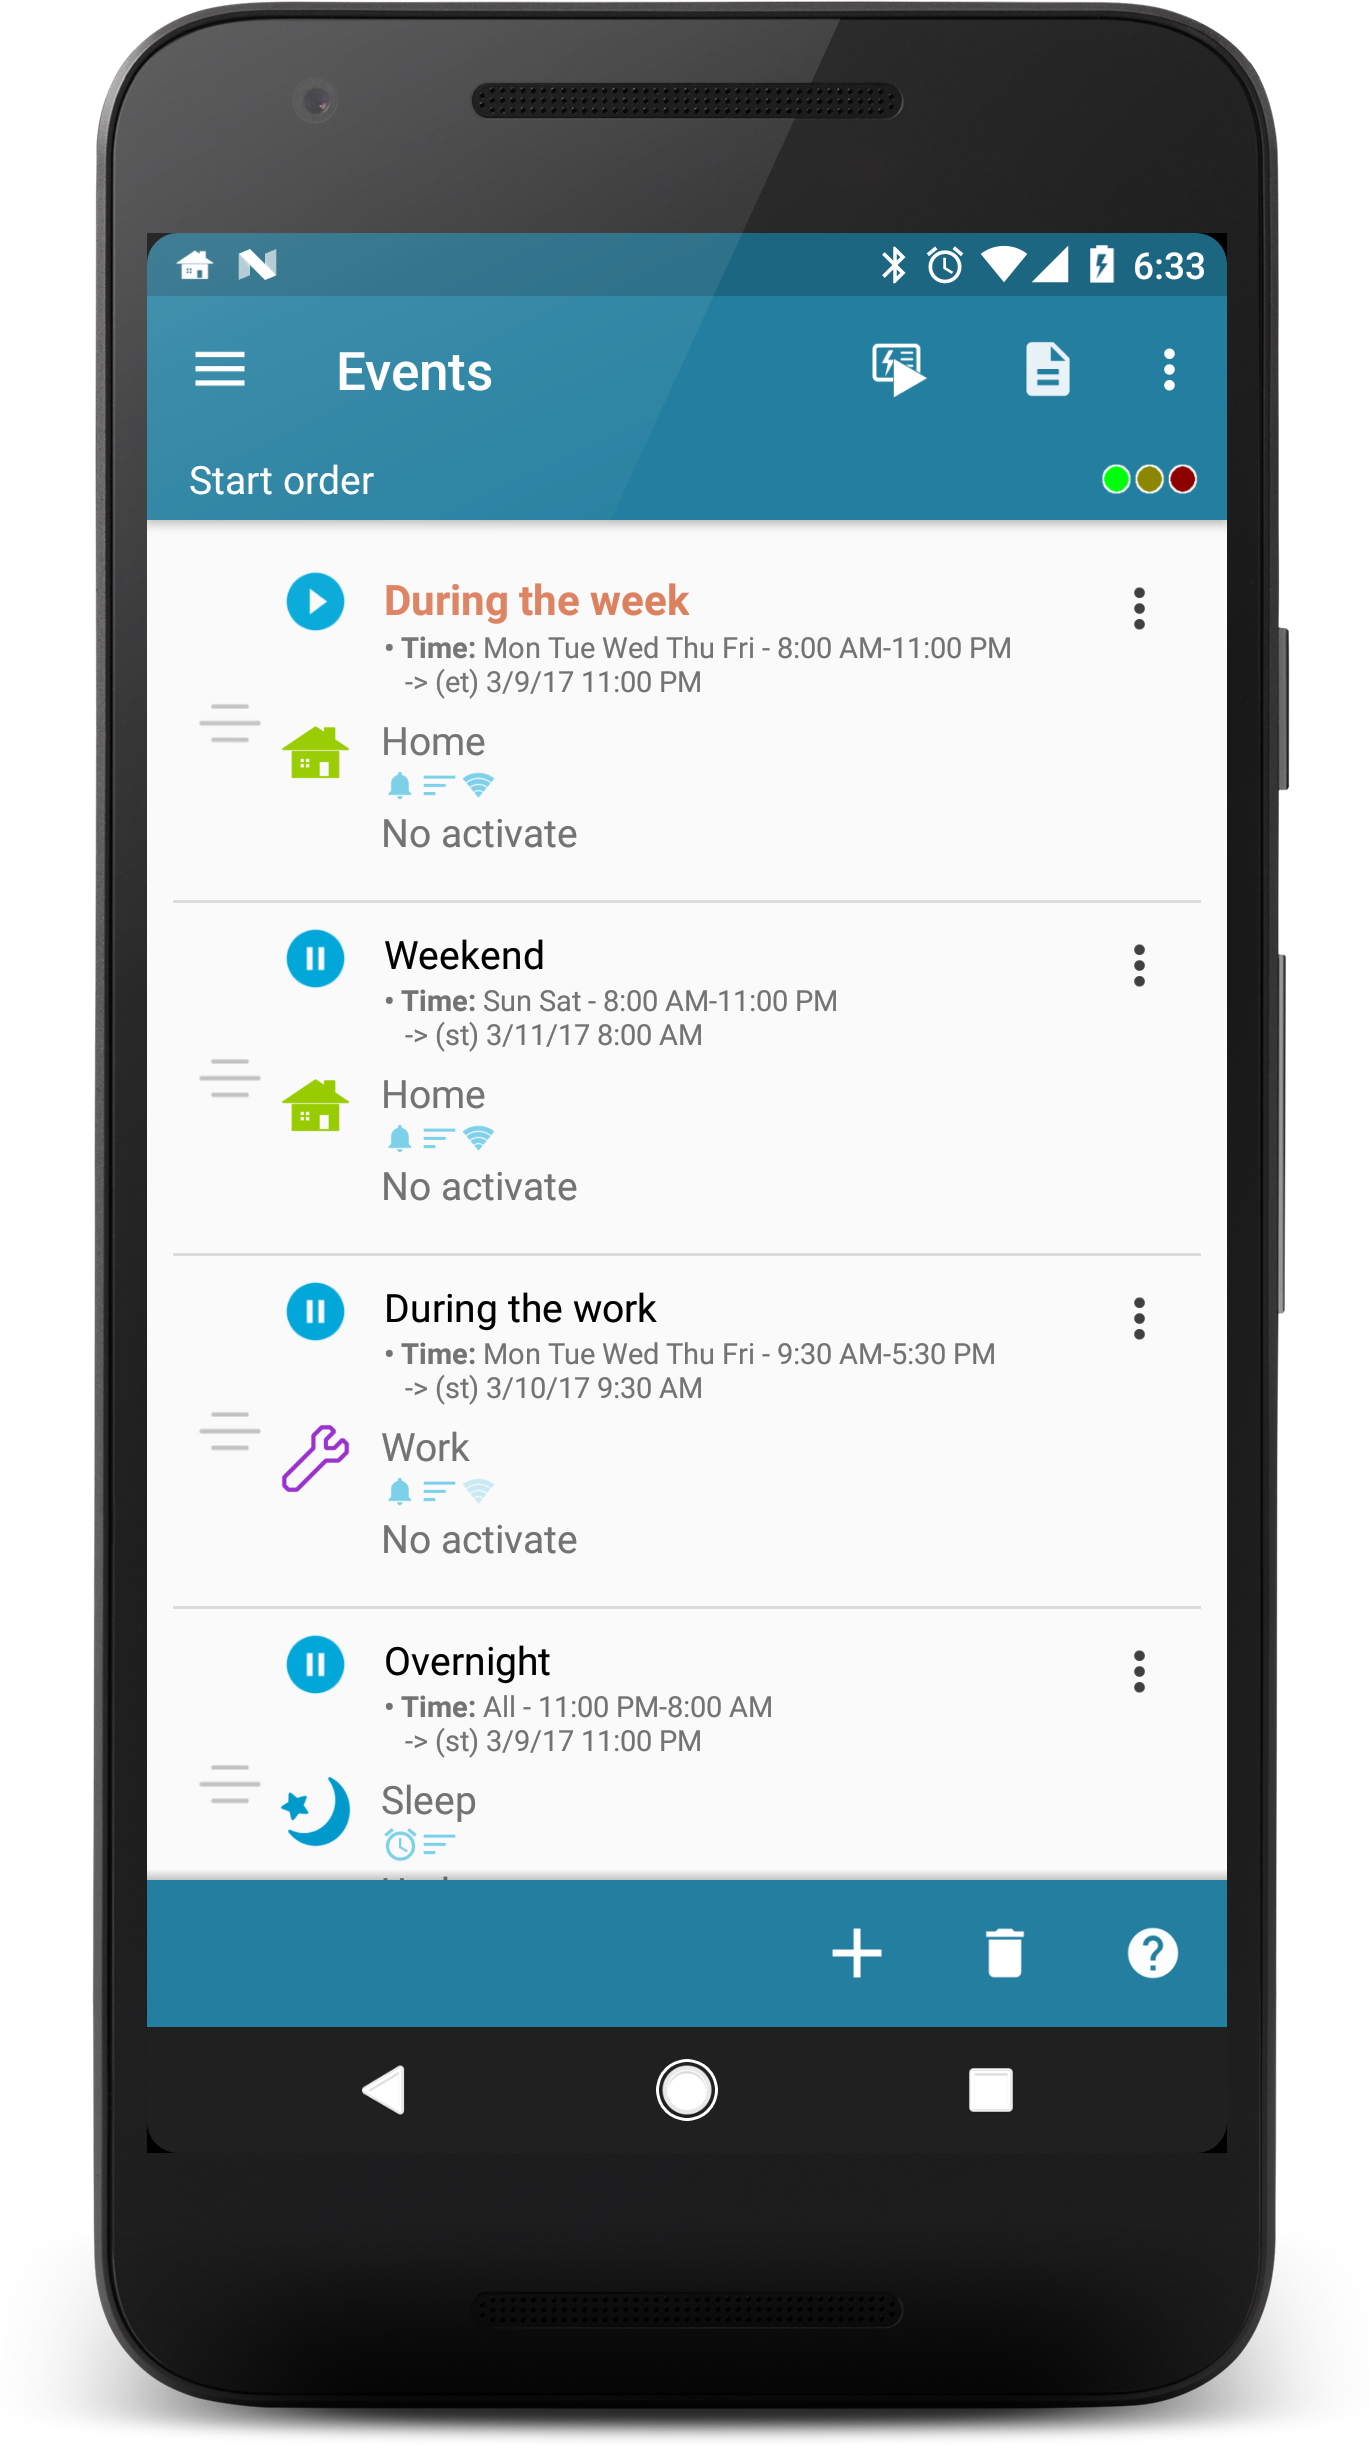 6:33
Events
Start order
During the week
• Time: Mon Tue Wed Thu Fri - 8:00 AM-11:00 PM
-> (et) 3/9/17 11:00 PM
Home
No activate
Weekend
• Time: Sun Sat - 8:00 AM-11:00 PM
-> (st) 3/11/17 8:00 AM
Home
No activate
During the work
• Time: Mon Tue Wed Thu Fri - 9:30 AM-5:30 PM
-> (st) 3/10/17 9:30 AM
Work
No activate
Overnight
• Time: All - 11:00 PM-8:00 AM
-> (st) 3/9/17 11:00 PM
Sleep